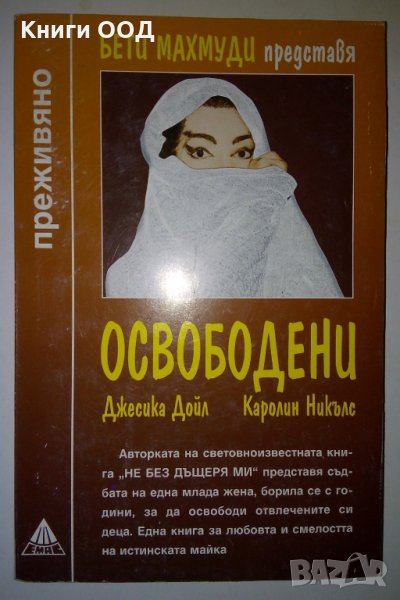 Книги ООД
БЕТИ МАХМУДИ представя
преживяно
ОСВОБОДЕНИ
Джесика Дойл Каролин Никълс
Авторката на световноизвестната кни-
га „НЕ БЕЗ ДЪЩЕРЯ МИ“ представя съд-
бата на една млада жена, борила се с го-
дини, за да освободи отвлечените си
деца. Една книга за любовта и смелостта
на истинската майка
ЕМАС
BAZAR